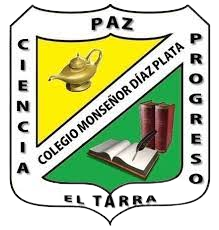 PAZ
CIENCIA
COLEGIO MONSEÑOR DÍAZ PLATA
PROGRESO
EL TARRA